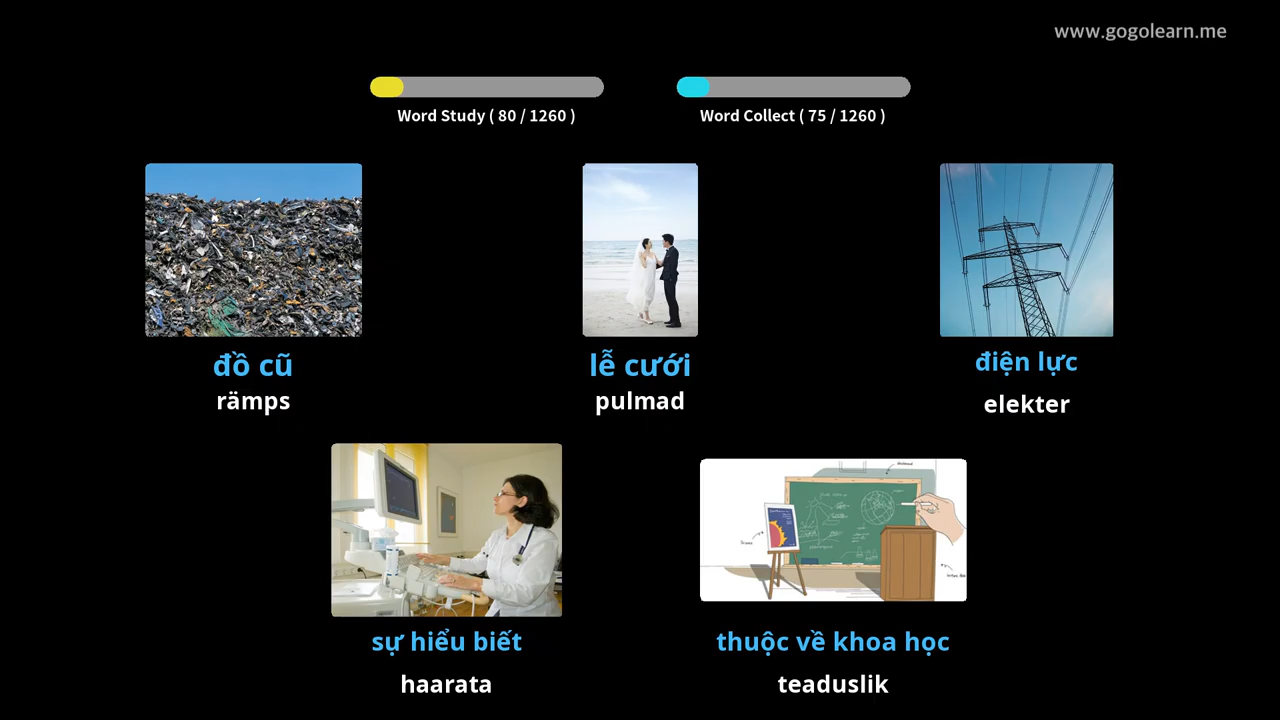 www.gogolearn.me
Word Study ( 80 / 1260 )
Word Collect ( 75 / 1260 )
đồ cũ
rämps
lễ cưới
pulmad
điện lực
elekter
sự hiểu biết
haarata
thuộc về khoa học
teaduslik